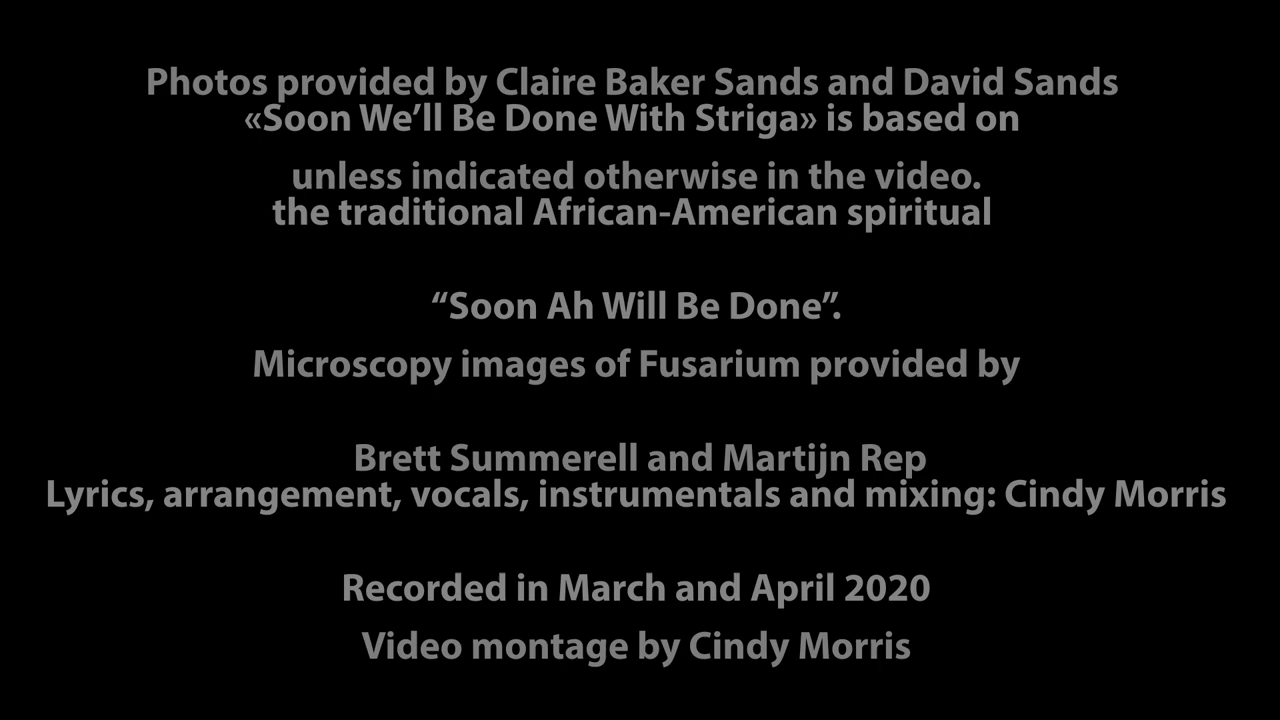 Photos provided by Claire Baker Sands and David Sands
«Soon We’ll Be Done With Striga» is based on
unless indicated otherwise in the video.
the traditional African-American spiritual
“Soon Ah Will Be Done”.
Microscopy images of Fusarium provided by
Brett Summerell and Martijn Rep
Lyrics, arrangement, vocals, instrumentals and mixing: Cindy Morris
Recorded in March and April 2020
Video montage by Cindy Morris